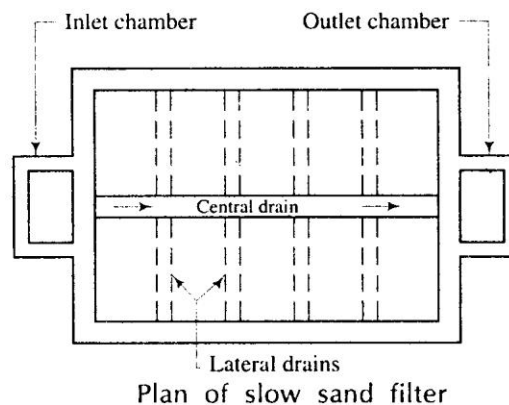 Inlet chamber
Outlet chamber
Central drain
Lateral drains
Plan of slow sand filter